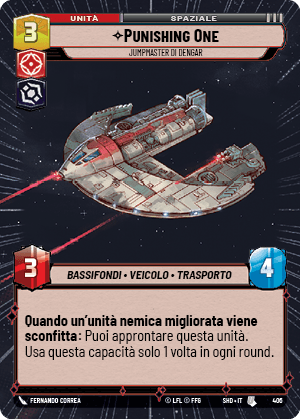 UNITÀ SPAZIALE
3
✧PUNISHING ONE
JUMPMASTER DI DENGAR
3
4
BASSIFONDI • VEICOLO • TRASPORTO
Quando un'unità nemica migliorata viene
sconfitta: Puoi approntare questa unità.
Usa questa capacità solo 1 volta in ogni round.
FERNANDO CORREA
© LFL © FFG
SHD • IT
406